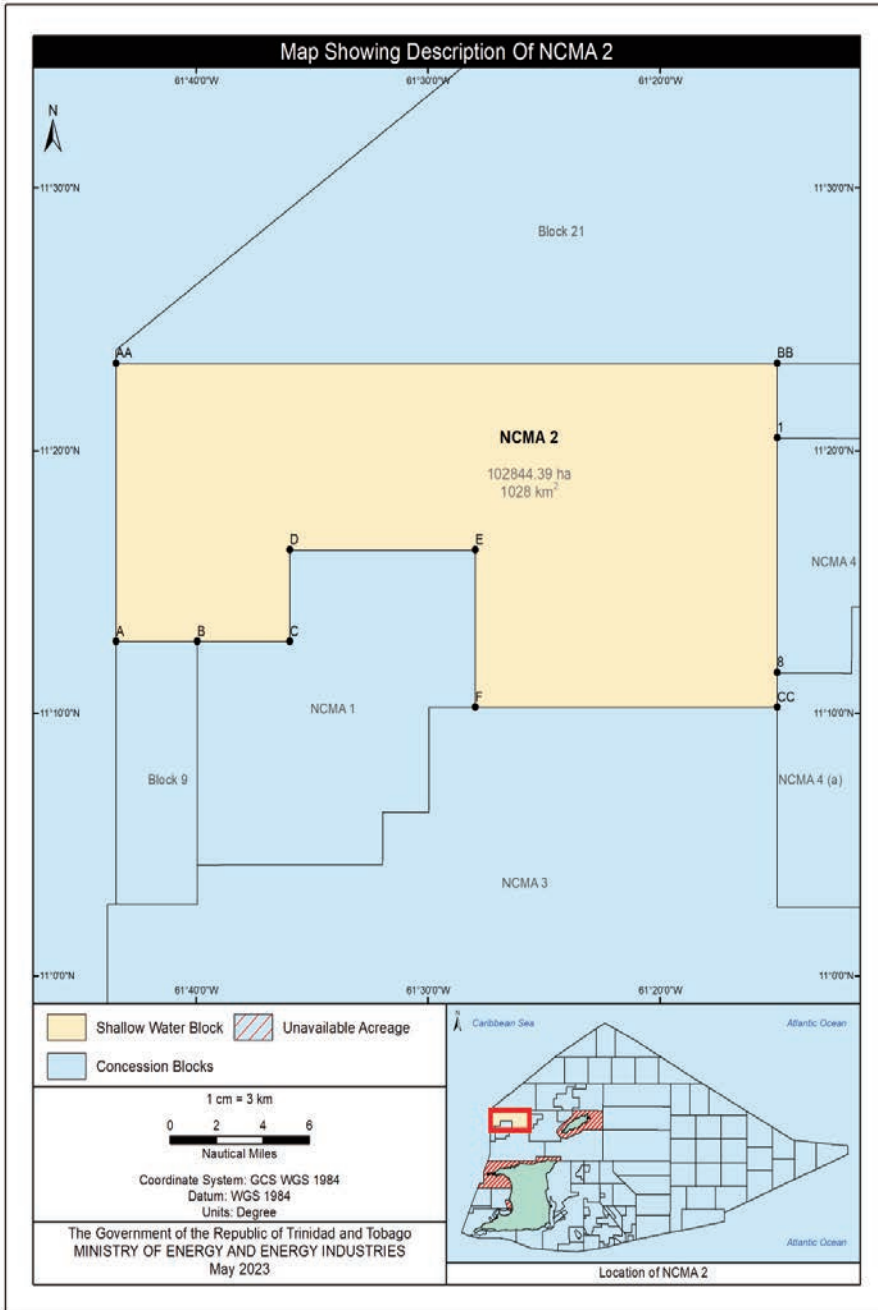 Map Showing Description Of NCMA 2
61°40'0"W
61°30'0"W
61°20'0"W
N
11°30'0"N
11°30'0"N
Block 21
AA
BB
NCMA 2
1
11°20'0"N
11°20'0"N
102844.39 ha
1028 km²
D
E
NCMA 4
A
B
C
8
F
CC
11°10'0"N
11°10'0"N
NCMA 1
Block 9
NCMA 4 (a)
NCMA 3
11°0'0"N
11°0'0"N
61°40'0"W
61°30'0"W
61°20'0"W
Shallow Water Block
Unavailable Acreage
Concession Blocks
1 cm = 3 km
0 2 4 6
Nautical Miles
Coordinate System: GCS WGS 1984
Datum: WGS 1984
Units: Degree
The Government of the Republic of Trinidad and Tobago
MINISTRY OF ENERGY AND ENERGY INDUSTRIES
May 2023
N
Caribbean Sea
Atlantic Ocean
Atlantic Ocean
Location of NCMA 2